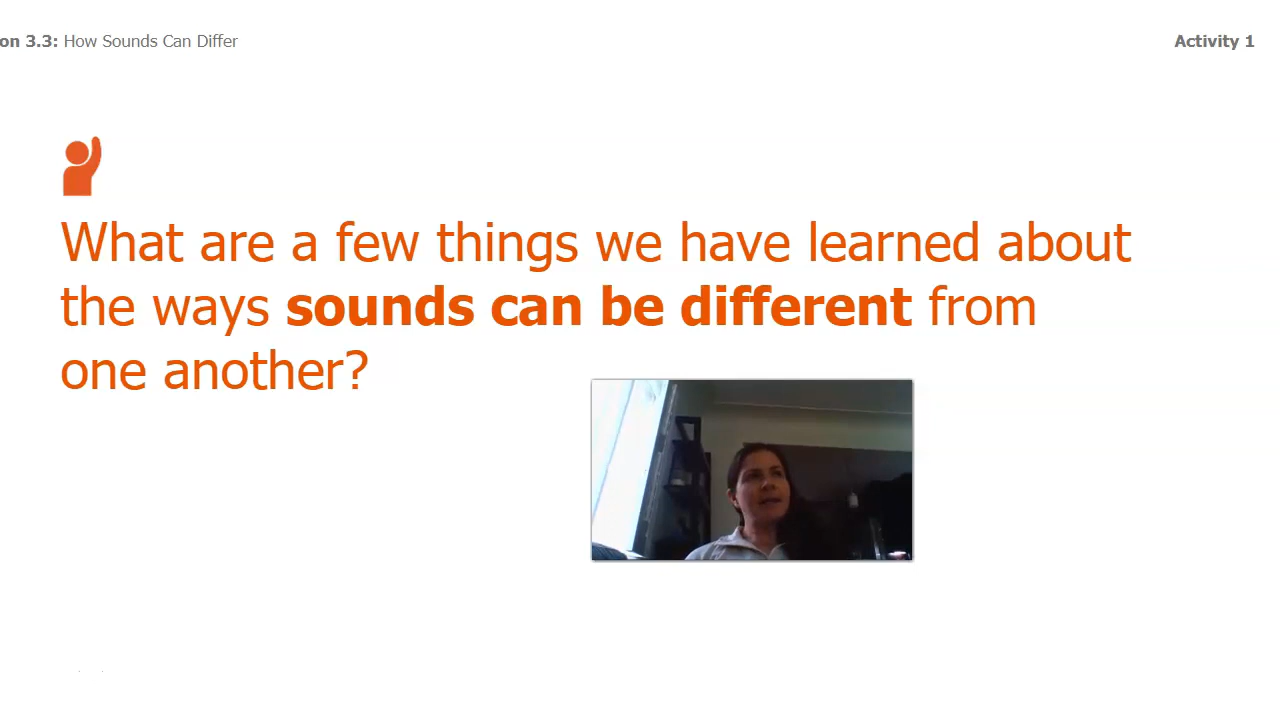 on 3.3: How Sounds Can Differ
Activity 1
What are a few things we have learned about
the ways sounds can be different from
one another?